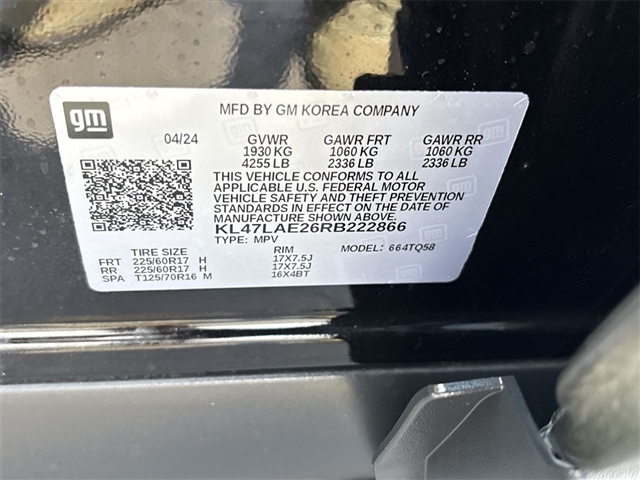 gm
MFD BY GM KOREA COMPANY
04/24 GVWR GAWR FRT GAWR RR
1930 KG 1060 KG 1060 KG
4255 LB 2336 LB 2336 LB
THIS VEHICLE CONFORMS TO ALL
APPLICABLE U.S. FEDERAL MOTOR
VEHICLE SAFETY AND THEFT PREVENTION
STANDARDS IN EFFECT ON THE DATE OF
MANUFACTURE SHOWN ABOVE.
KL47LAE26RB222866
TYPE: MPV MODEL: 664TQ58
TIRE SIZE RIM
FRT 225/60R17 H 17X7.5J
RR 225/60R17 H 17X7.5J
SPA T125/70R16 M 16X4BT